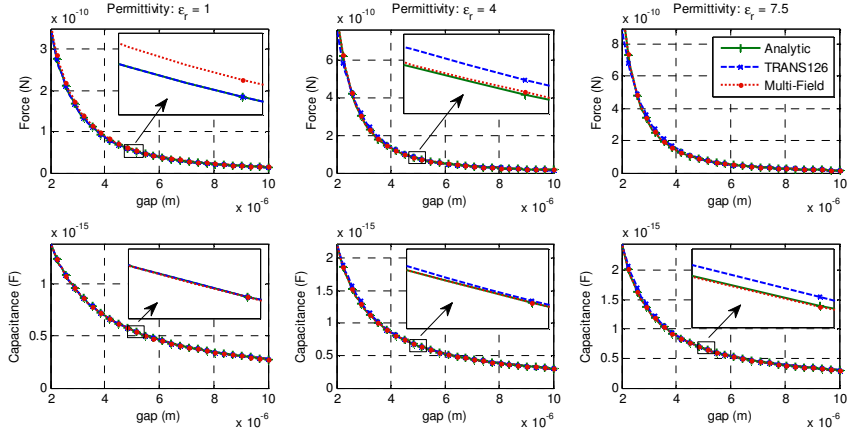 Permittivity: εr = 1
x 10⁻¹⁰
3
2
1
0
Force (N)
2 4 6 8 10
gap (m)
x 10⁻⁶
Permittivity: εr = 4
x 10⁻¹⁰
6
4
2
0
Force (N)
2 4 6 8 10
gap (m)
x 10⁻⁶
Permittivity: εr = 7.5
x 10⁻¹⁰
8
6
4
2
0
Force (N)
Analytic
TRANS126
Multi-Field
2 4 6 8 10
gap (m)
x 10⁻⁶
x 10⁻¹⁵
1
0.5
0
Capacitance (F)
2 4 6 8 10
gap (m)
x 10⁻⁶
x 10⁻¹⁵
2
1.5
1
0.5
0
Capacitance (F)
2 4 6 8 10
gap (m)
x 10⁻⁶
x 10⁻¹⁵
2
1.5
1
0.5
0
Capacitance (F)
2 4 6 8 10
gap (m)
x 10⁻⁶